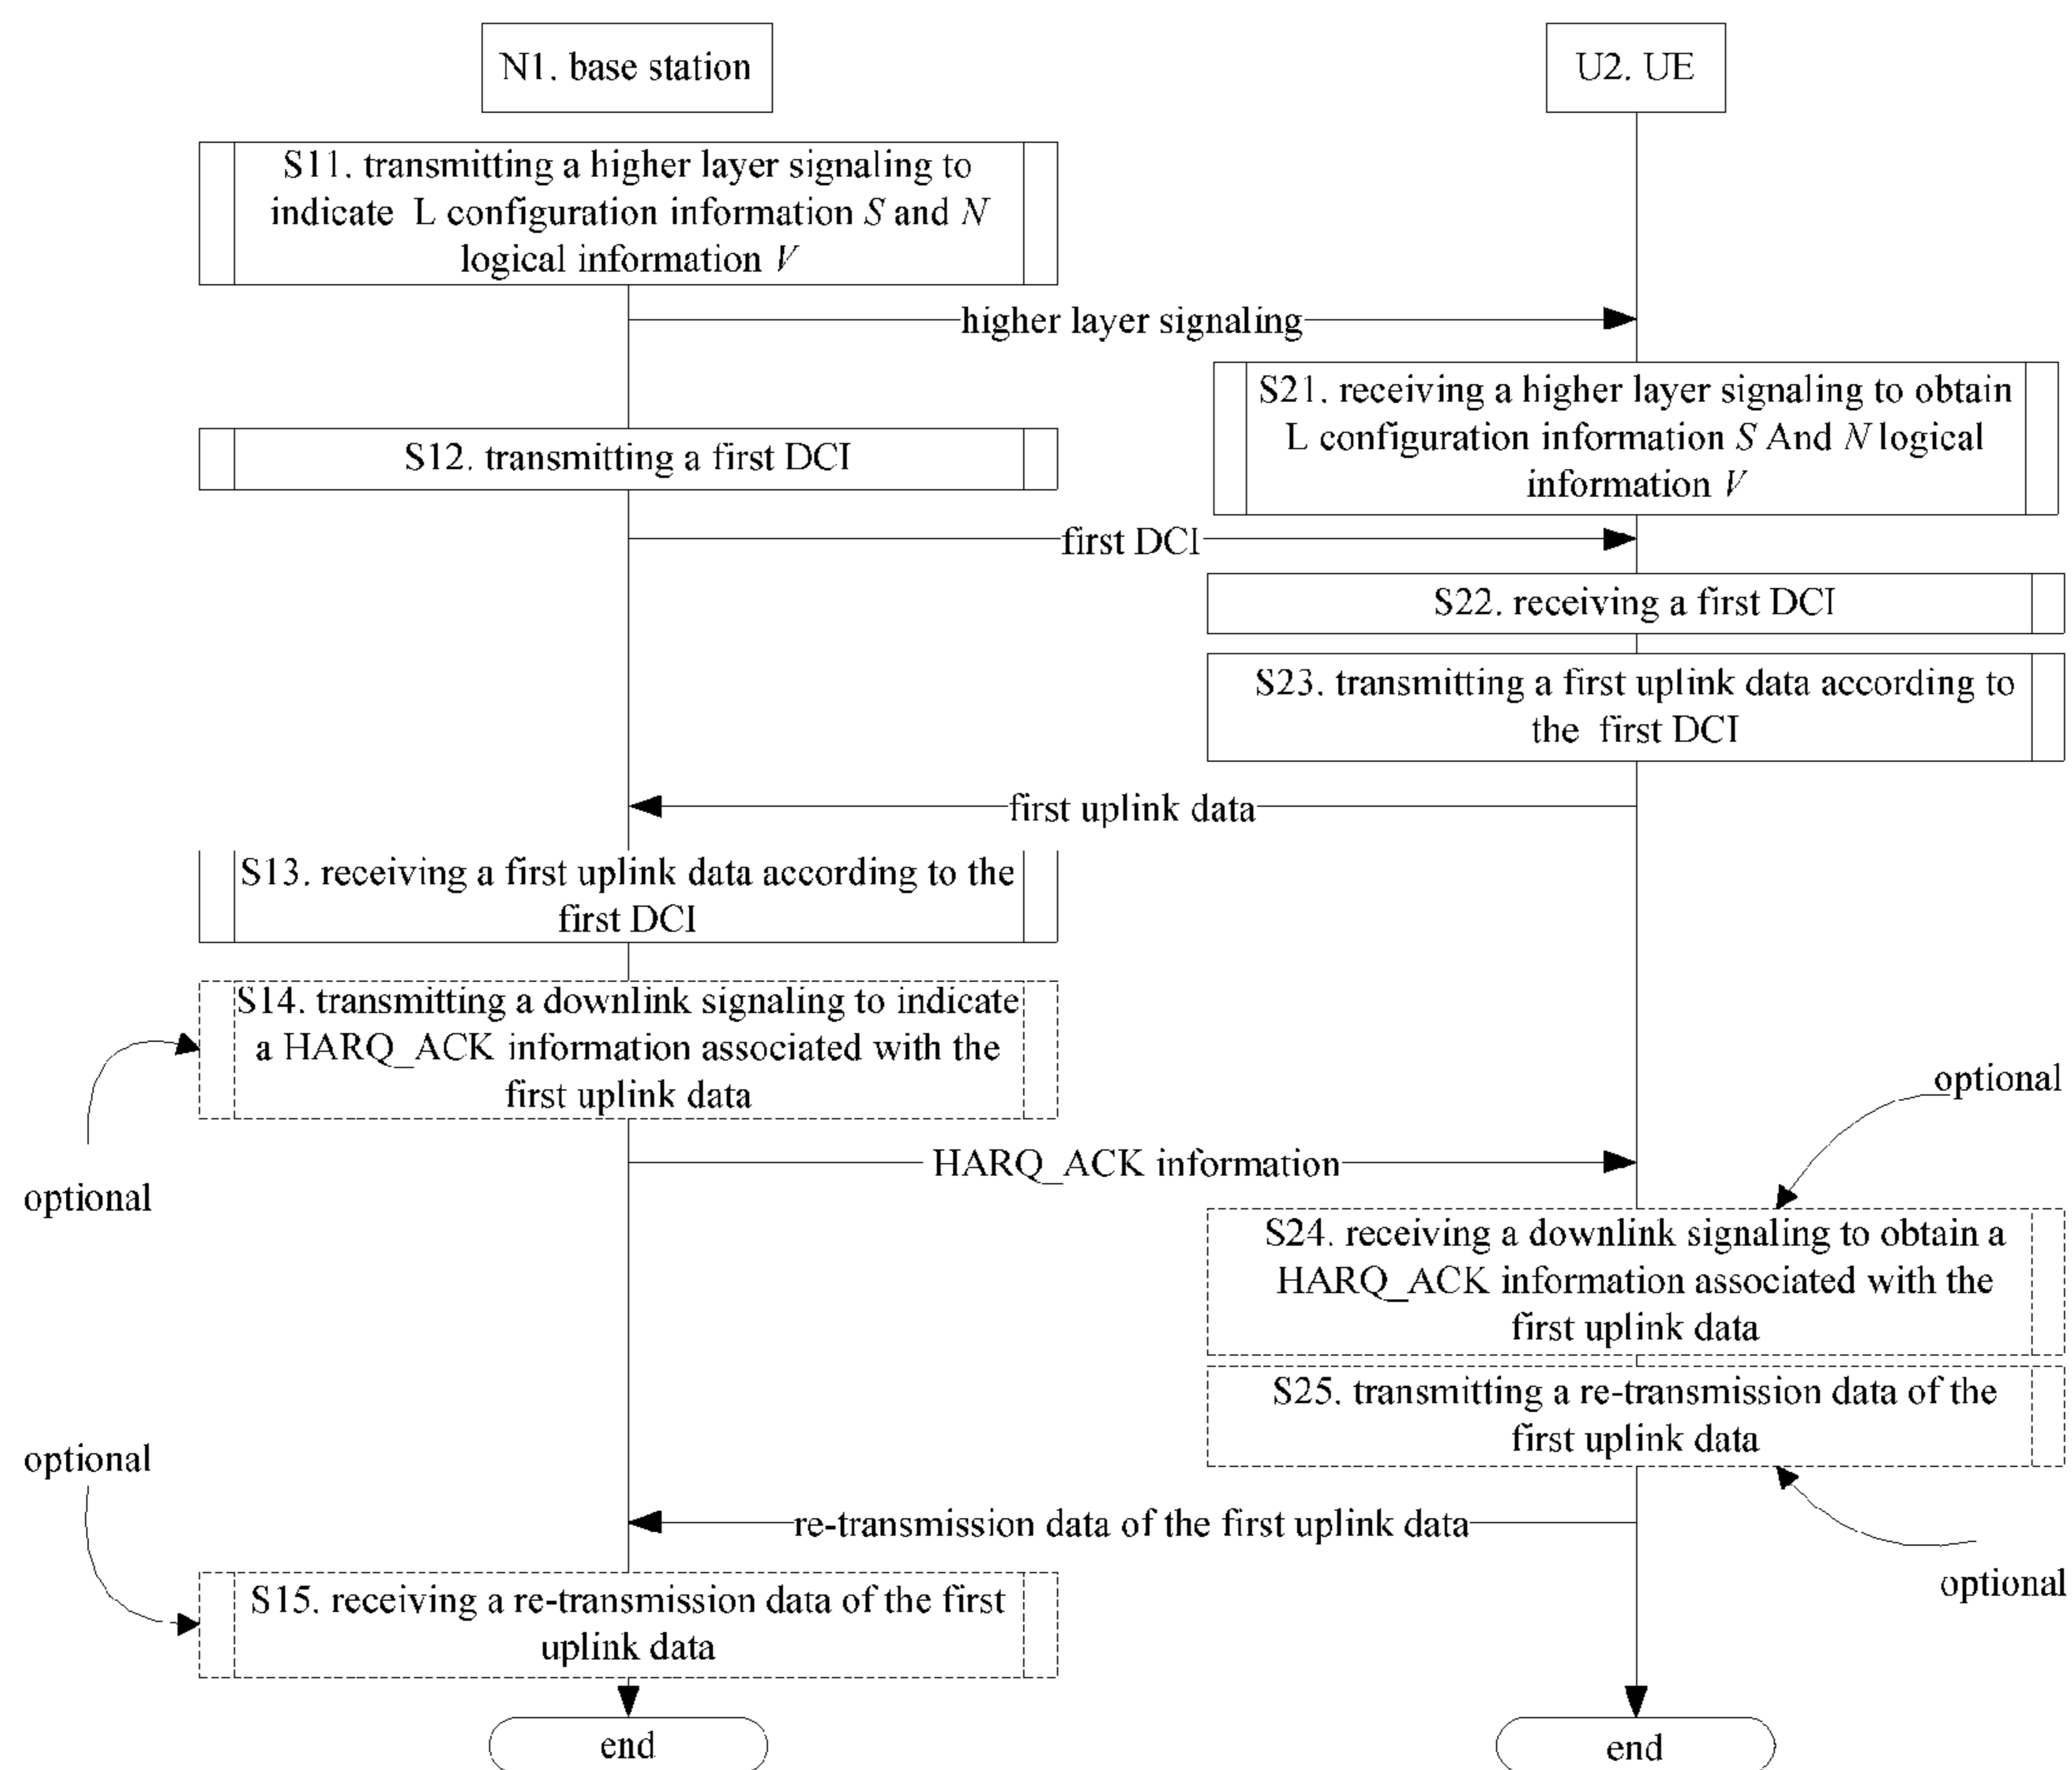 N1. base station
U2. UE
S11. transmitting a higher layer signaling to
indicate L configuration information S and N
logical information V
higher layer signaling
S21. receiving a higher layer signaling to obtain
L configuration information S And N logical
information V
S12. transmitting a first DCI
first DCI
S22. receiving a first DCI
S23. transmitting a first uplink data according to
the first DCI
first uplink data
S13. receiving a first uplink data according to the
first DCI
S14. transmitting a downlink signaling to indicate
a HARQ_ACK information associated with the
first uplink data
optional
optional
HARQ_ACK information
S24. receiving a downlink signaling to obtain a
HARQ_ACK information associated with the
first uplink data
S25. transmitting a re-transmission data of the
first uplink data
optional
re-transmission data of the first uplink data
optional
S15. receiving a re-transmission data of the first
uplink data
end
end